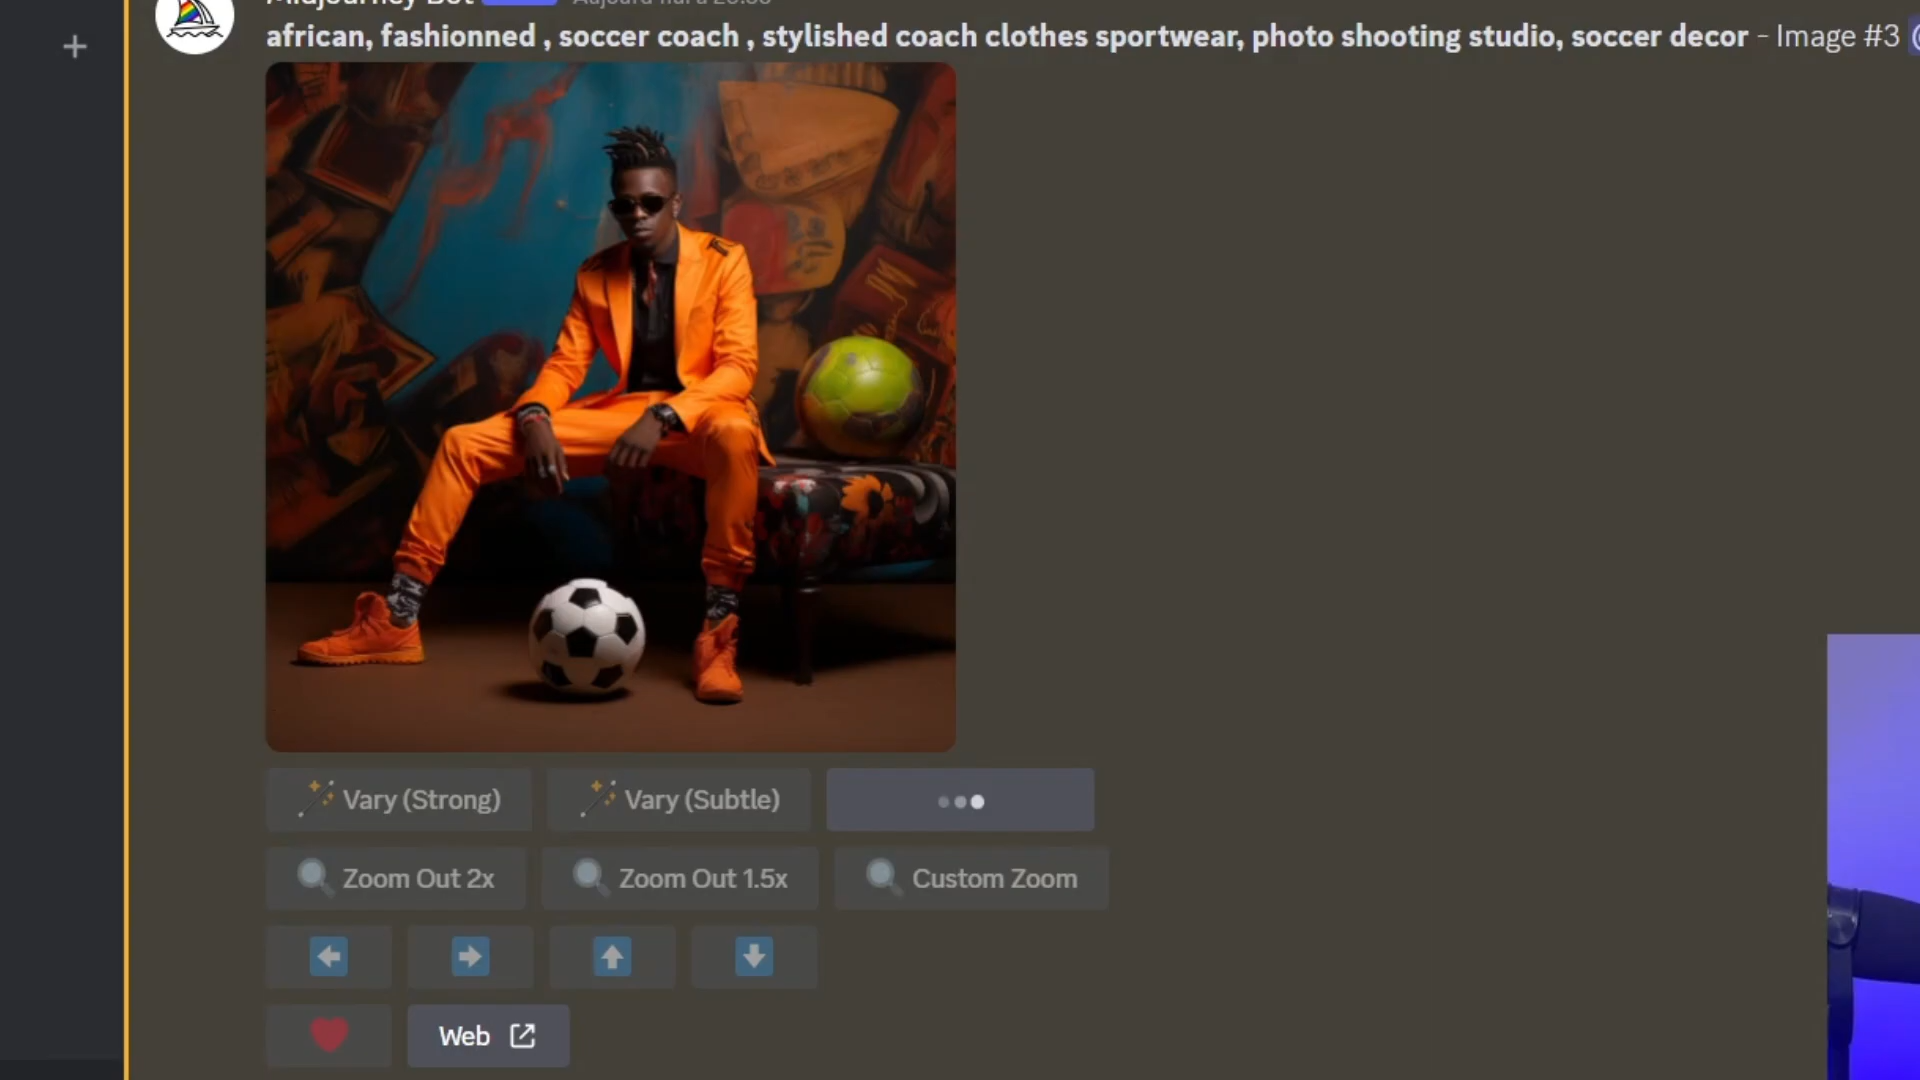 african, fashionned , soccer coach , stylished coach clothes sportwear, photo shooting studio, soccer decor - Image #3
Vary (Strong) Vary (Subtle)
Zoom Out 2x Zoom Out 1.5x Custom Zoom
Web